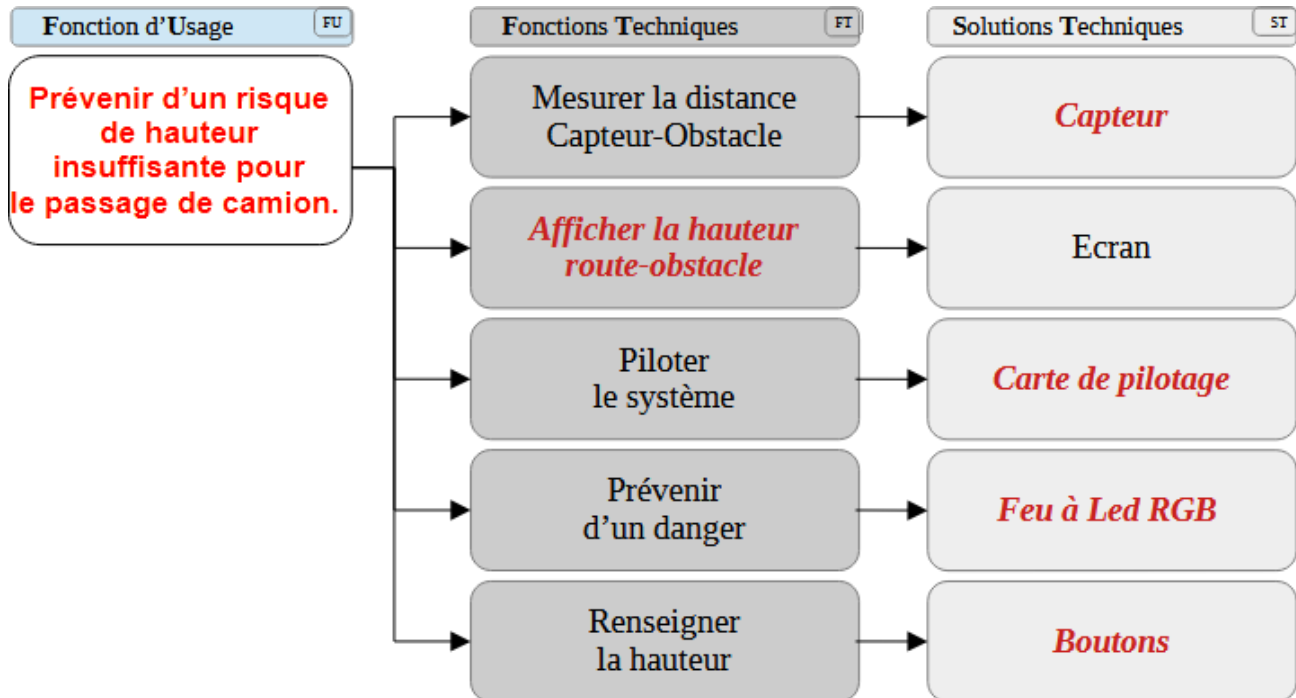 Fonction d’Usage FU
Fonctions Techniques FT
Solutions Techniques ST
Prévenir d’un risque
de hauteur
insuffisante pour
le passage de camion.
Mesurer la distance
Capteur-Obstacle
Capteur
Afficher la hauteur
route-obstacle
Ecran
Piloter
le système
Carte de pilotage
Prévenir
d’un danger
Feu à Led RGB
Renseigner
la hauteur
Boutons